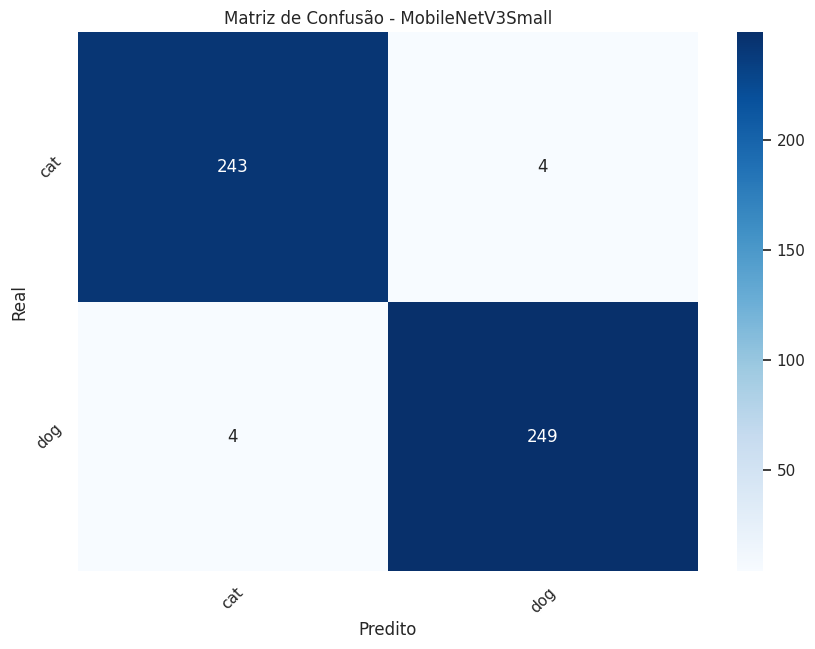 Matriz de Confusão - MobileNetV3Small
cat
243
4
200
150
Real
100
dog
4
249
50
cat
dog
Predito